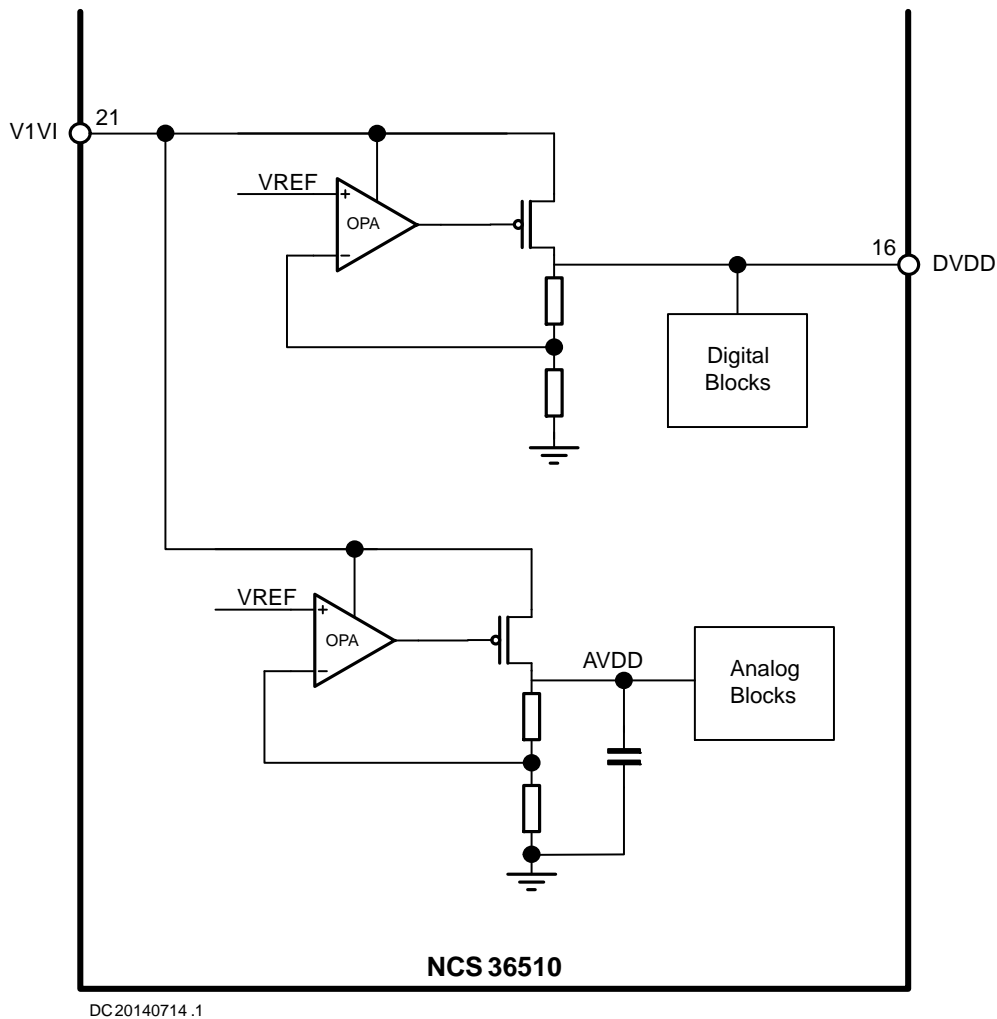 21
V1VI
VREF
+
OPA
−
16
DVDD
Digital
Blocks
VREF
+
OPA
−
AVDD
Analog
Blocks
NCS 36510
DC20140714 .1